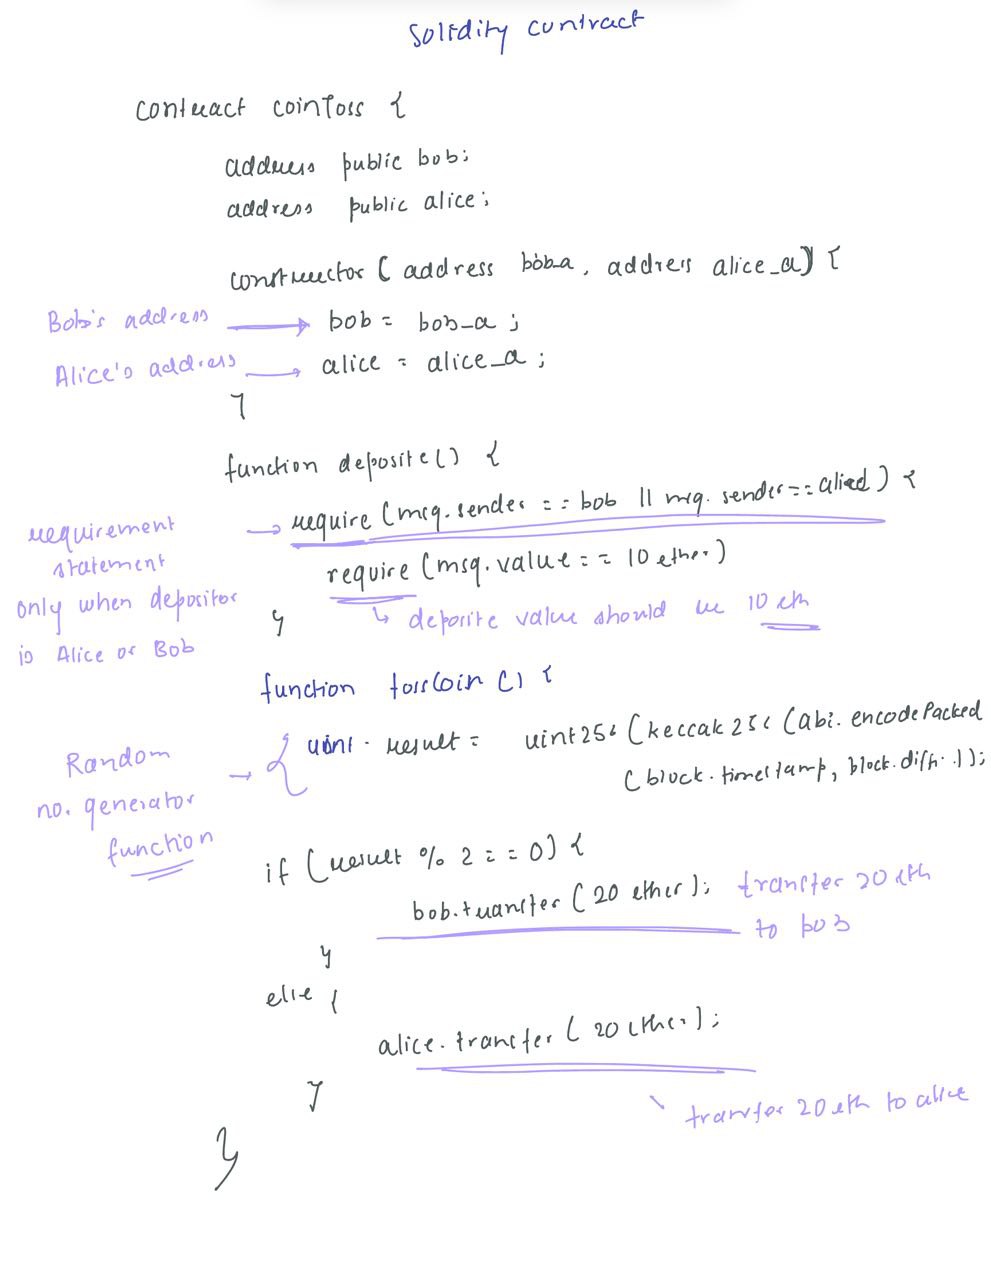 Solidity contract
contract coinToss {
address public bob;
address public alice;
constructor ( address bob_a, address alice_a) {
Bob's address → bob = bob_a ;
Alice's address → alice = alice_a ;
}
function deposite() {
requirement statement only when depositor is Alice or Bob
→ require (msg.sender == bob || msg.sender == alice) {
require (msg.value == 10 ether)
↳ deposite value should be 10 eth
}
function tossCoin () {
Random no. generator function →
{ uint result = uint256 (keccak 256 (abi.encodePacked
(block.timestamp, block.diff..));
if (result % 2 == 0) {
bob.transfer (20 ether); transfer 20 eth
to bob
}
else {
alice.transfer (20 ether);
}
transfer 20 eth to alice
}